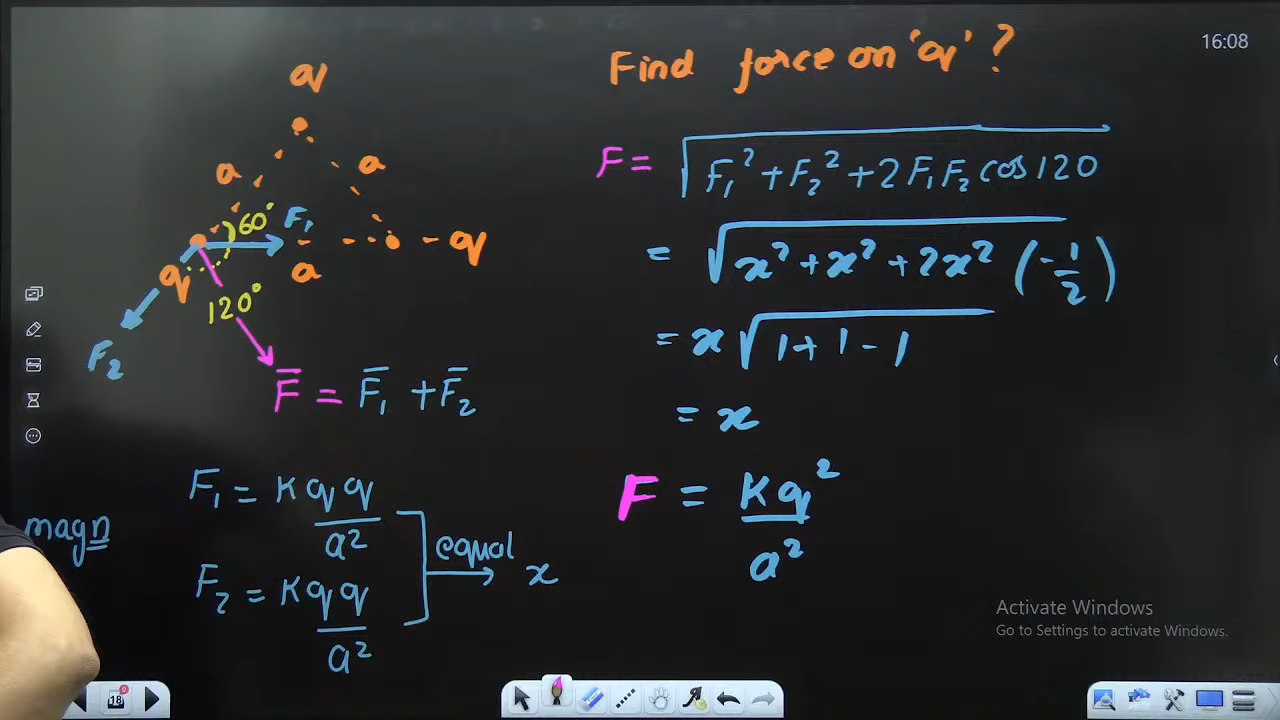 16:08
Find force on 'q' ?
q
a
a
60°
F₁
q
a
q
120°
F₂
F̅ = F̅₁ + F̅₂
magn
F₁ = K q q / a²
F₂ = K q q / a²
equal
x
F = √(F₁² + F₂² + 2F₁F₂ cos 120)
= √(x² + x² + 2x² (-1/2))
= x √(1 + 1 - 1)
= x
F = Kq² / a²
Activate Windows
Go to Settings to activate Windows.
18